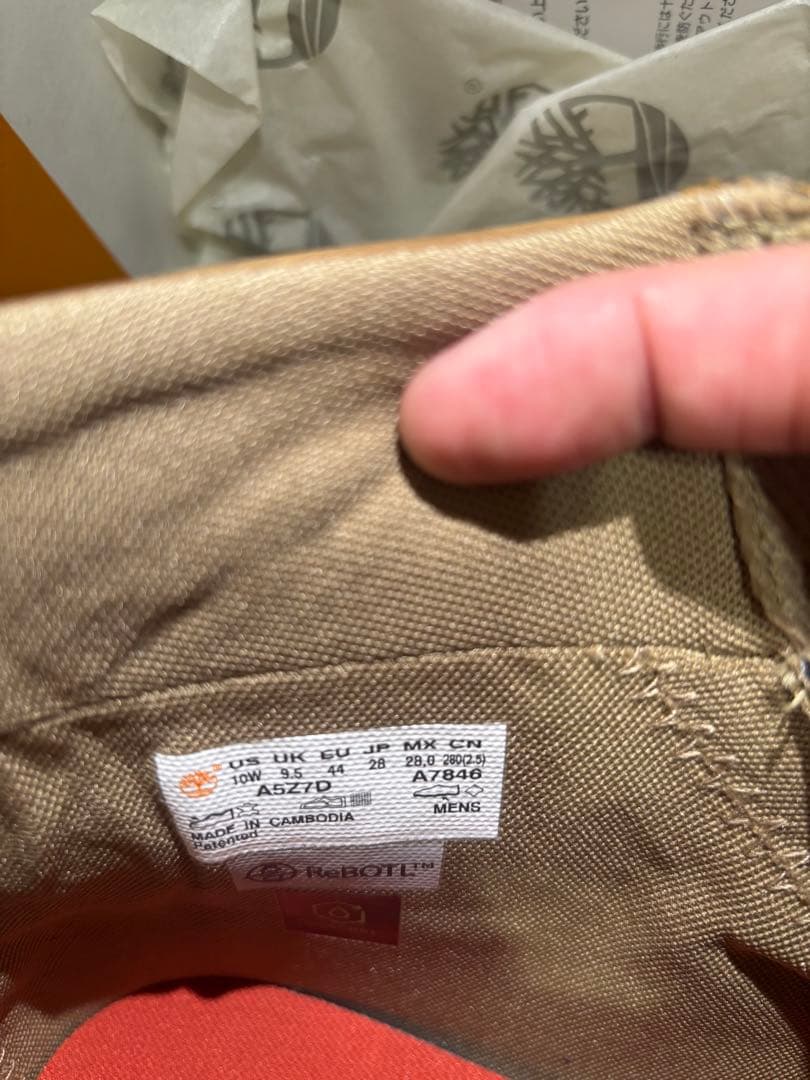 US UK EU JP MX CN
10W 9.5 44 28 28.0 280(2.5)
A5Z7D A7846
MENS
MADE IN CAMBODIA
Patented
ReBOTL™